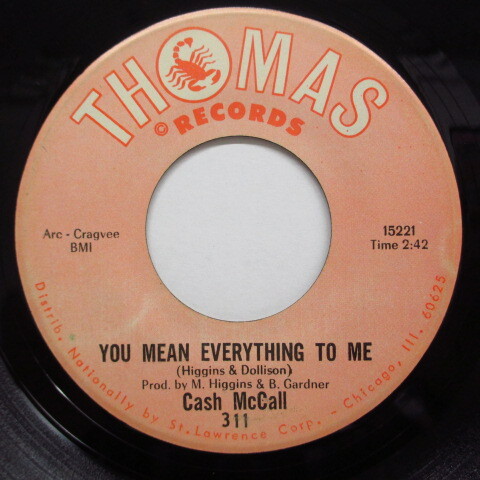 THOMAS
© RECORDS
Arc - Cragvee
BMI
15221
Time 2:42
YOU MEAN EVERYTHING TO ME
(Higgins & Dollison)
Prod. by M. Higgins & B. Gardner
Cash McCall
311
Distrib. Nationally by St. Lawrence Corp. - Chicago, Ill. 60625